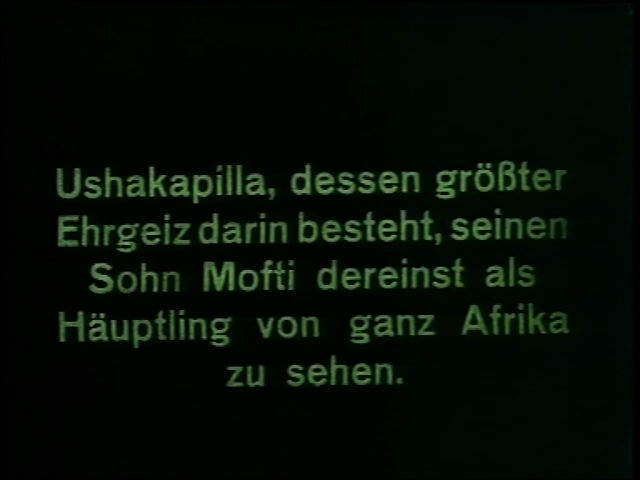 Ushakapilla, dessen größter
Ehrgeiz darin besteht, seinen
Sohn Mofti dereinst als
Häuptling von ganz Afrika
zu sehen.